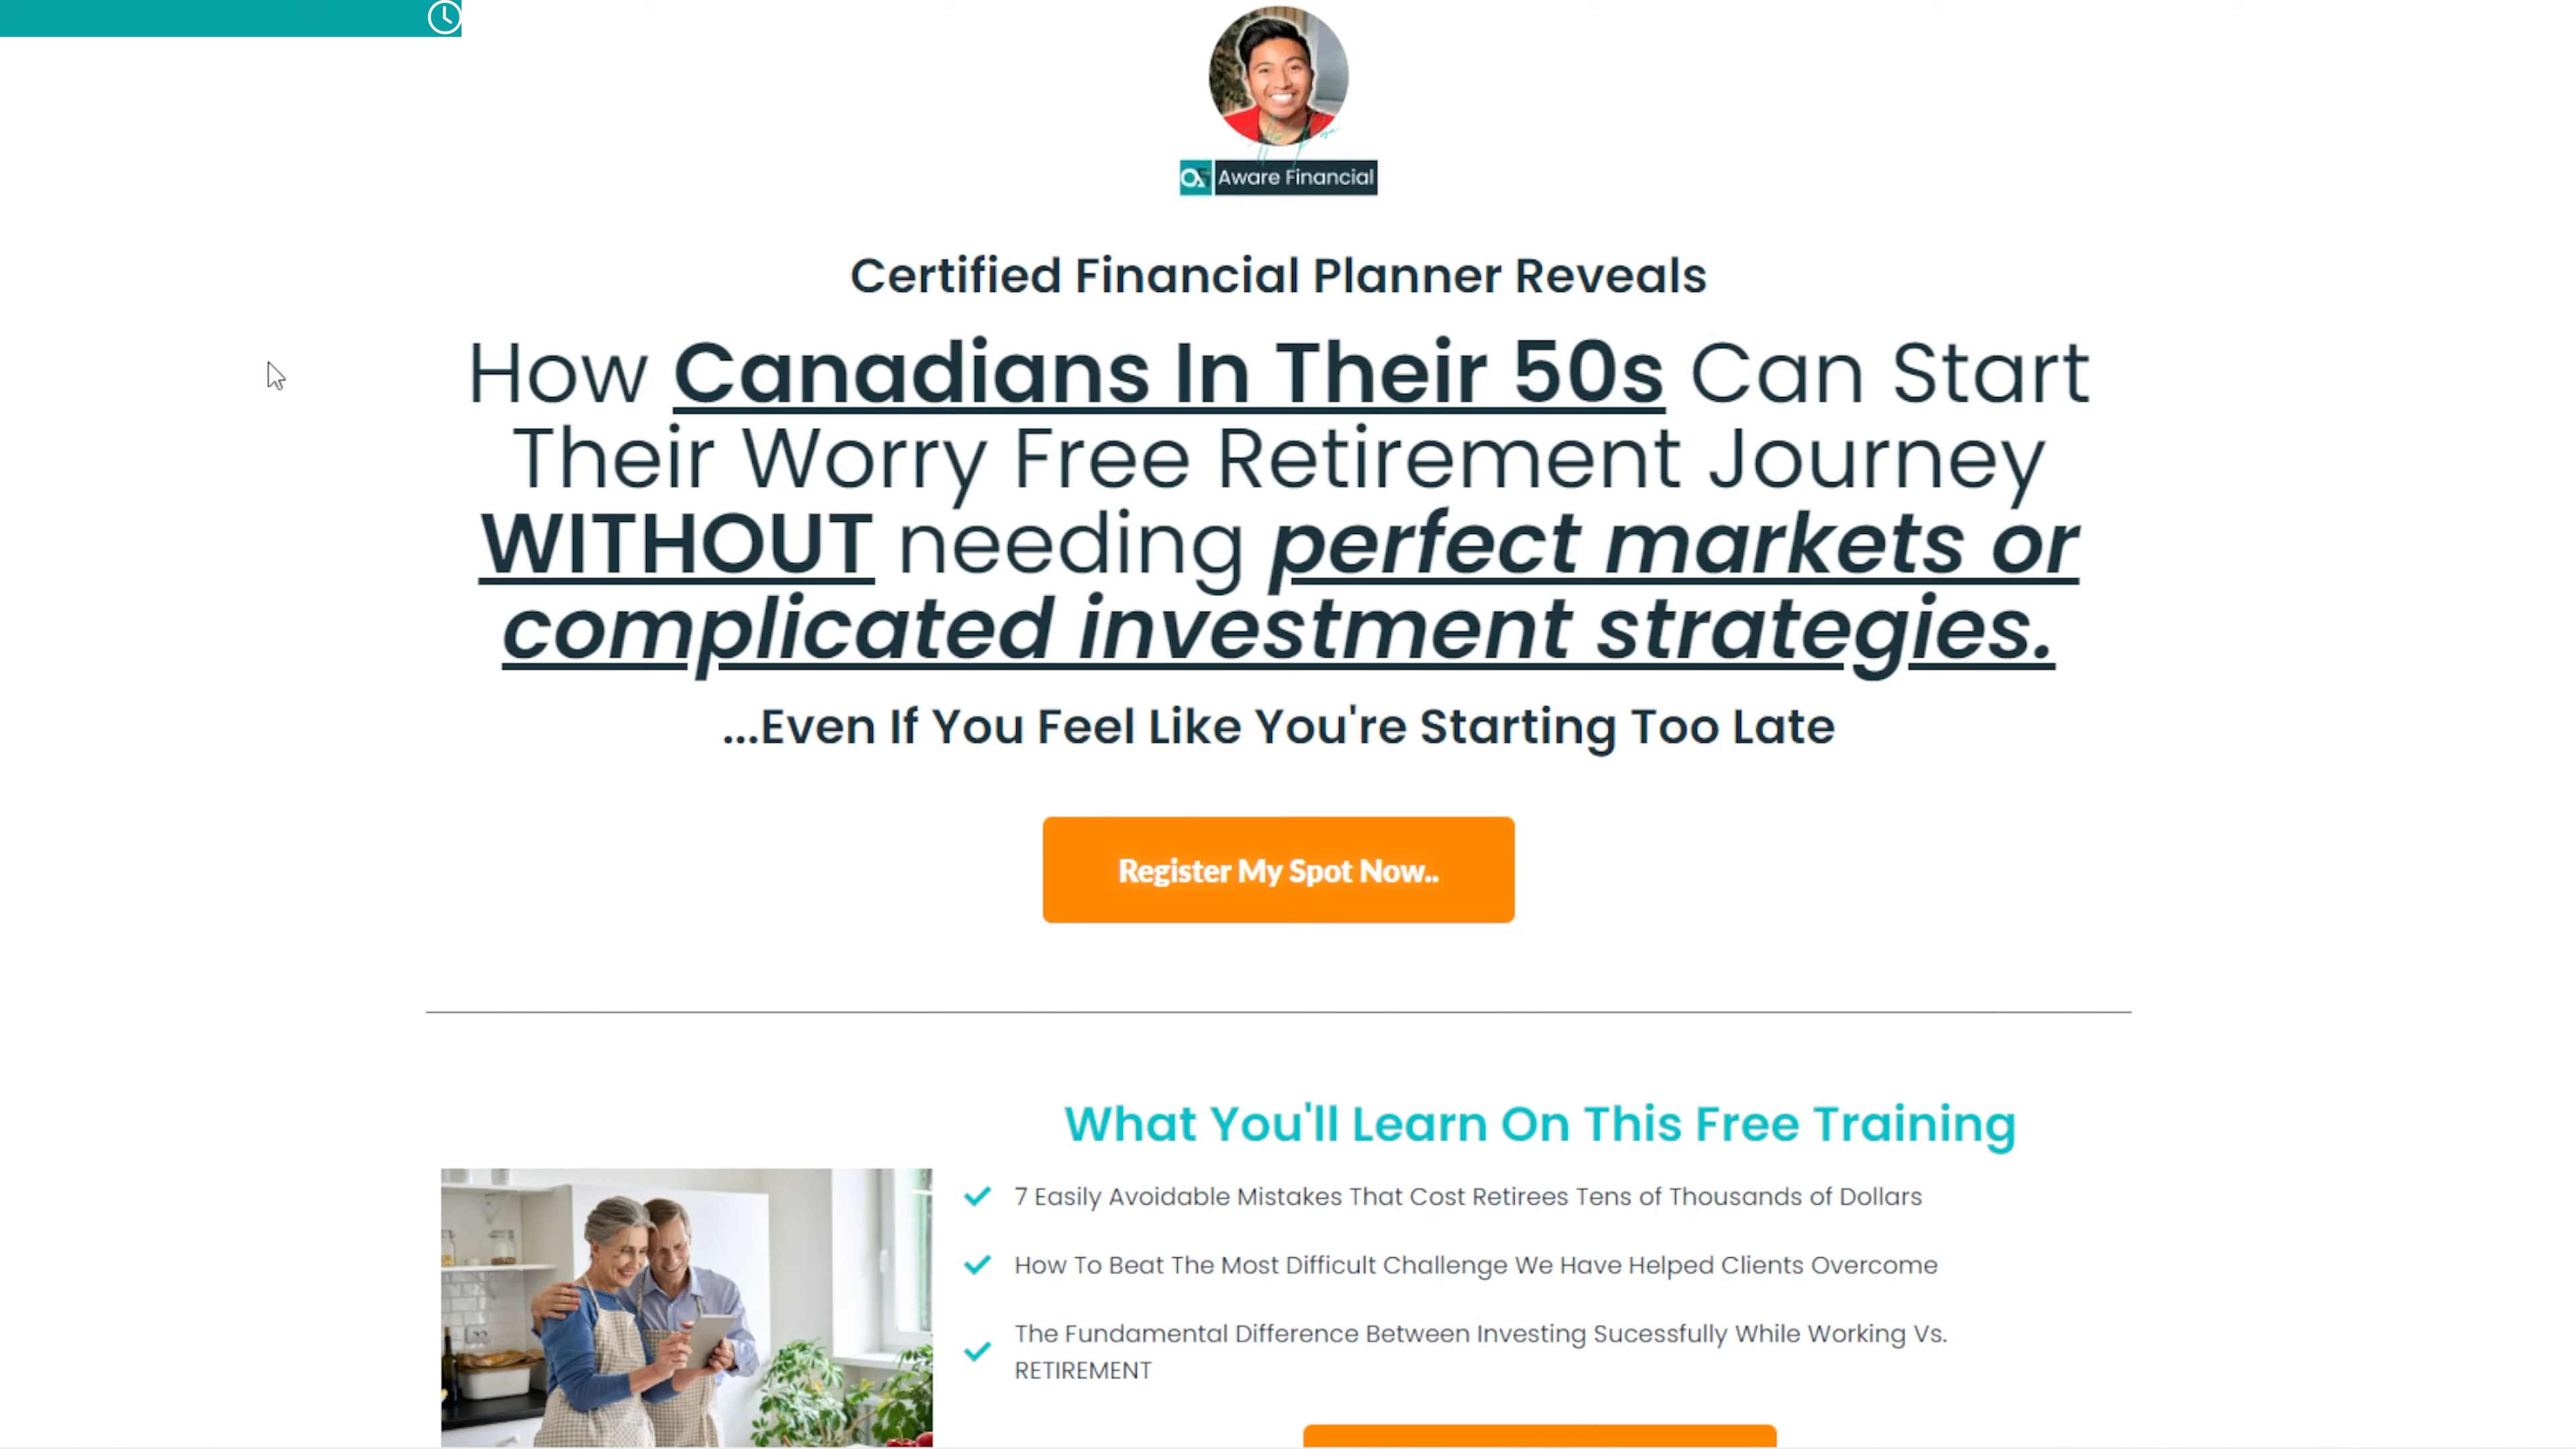 Aware Financial
Certified Financial Planner Reveals
How Canadians In Their 50s Can Start
Their Worry Free Retirement Journey
WITHOUT needing perfect markets or
complicated investment strategies.
...Even If You Feel Like You're Starting Too Late
Register My Spot Now..
What You'll Learn On This Free Training
7 Easily Avoidable Mistakes That Cost Retirees Tens of Thousands of Dollars
How To Beat The Most Difficult Challenge We Have Helped Clients Overcome
The Fundamental Difference Between Investing Sucessfully While Working Vs.
RETIREMENT